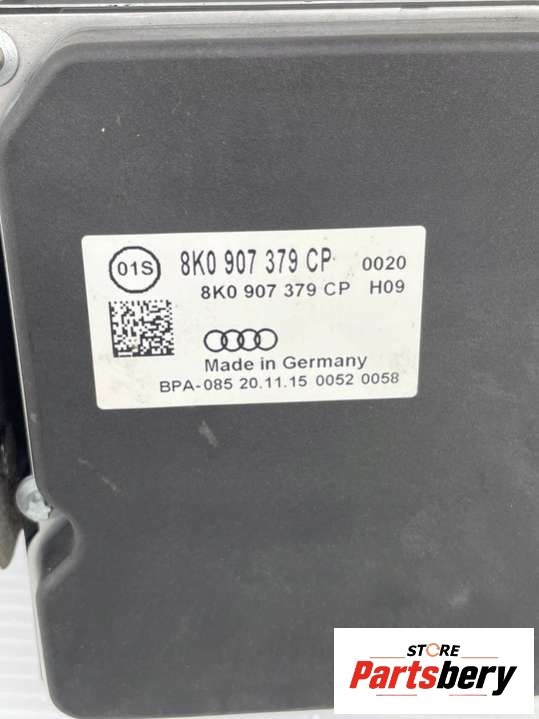 01S 8K0 907 379 CP 0020
8K0 907 379 CP H09
Made in Germany
BPA-085 20.11.15 0052 0058
STORE
Partsbery